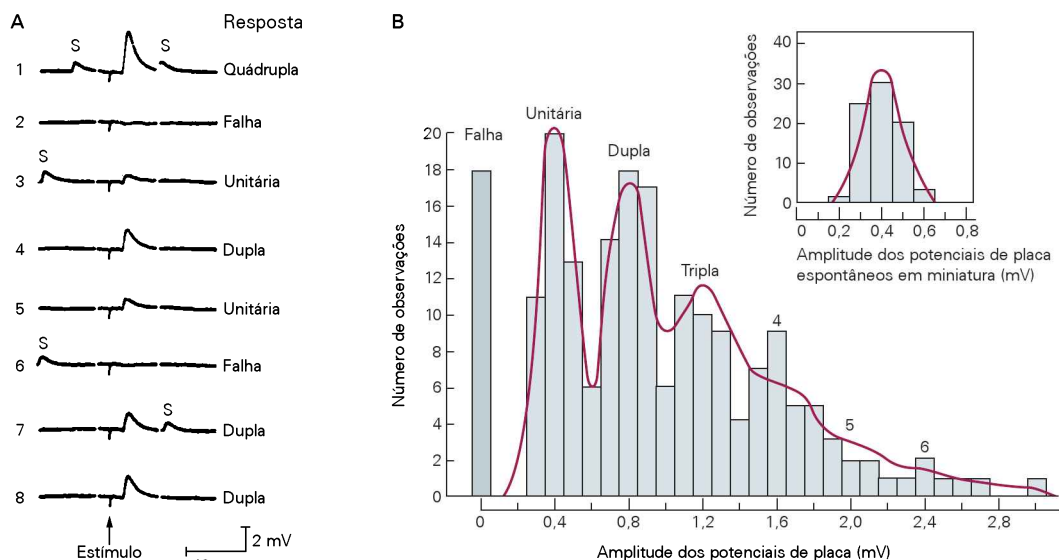 A
Resposta
S
S
1
Quádrupla
2
Falha
S
3
Unitária
4
Dupla
5
Unitária
S
6
Falha
S
7
Dupla
8
Dupla
Estímulo
2 mV
B
Número de observações
20
18
16
14
12
10
8
6
4
2
0
Falha
Unitária
Dupla
Tripla
4
5
6
0
0,4
0,8
1,2
1,6
2,0
2,4
2,8
Amplitude dos potenciais de placa (mV)
Número de observações
40
30
20
10
0
0
0,2
0,4
0,6
0,8
Amplitude dos potenciais de placa
espontâneos em miniatura (mV)